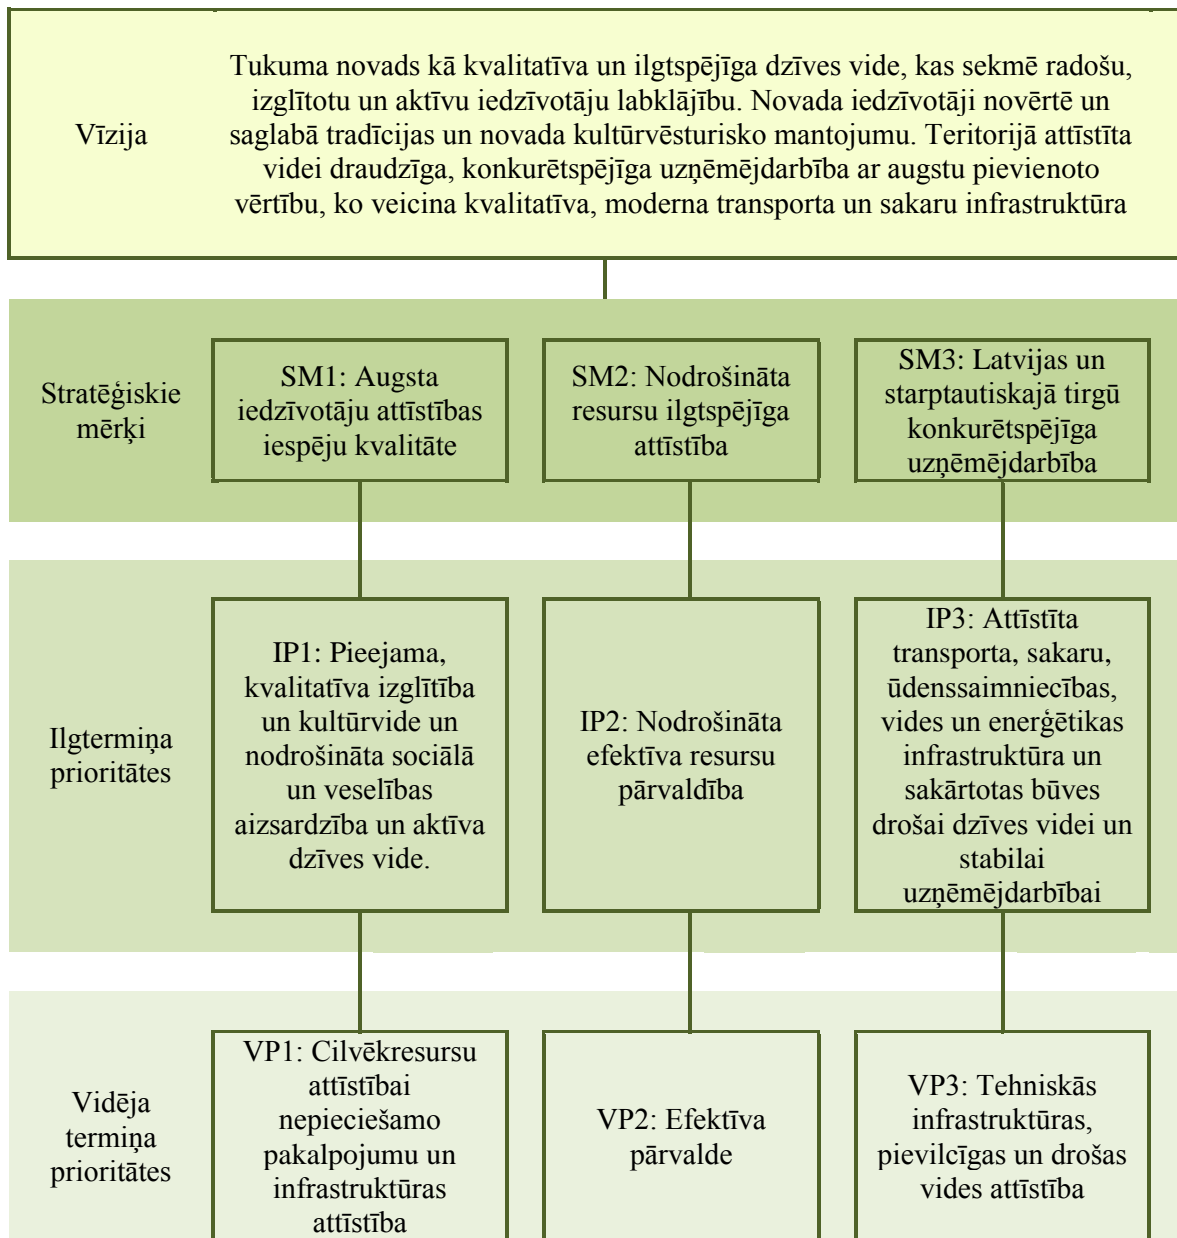 Vīzija
Tukuma novads kā kvalitatīva un ilgtspējīga dzīves vide, kas sekmē radošu,
izglītotu un aktīvu iedzīvotāju labklājību. Novada iedzīvotāji novērtē un
saglabā tradīcijas un novada kultūrvēsturisko mantojumu. Teritorijā attīstīta
videi draudzīga, konkurētspējīga uzņēmējdarbība ar augstu pievienoto
vērtību, ko veicina kvalitatīva, moderna transporta un sakaru infrastruktūra
Stratēģiskie
mērķi
SM1: Augsta
iedzīvotāju attīstības
iespēju kvalitāte
SM2: Nodrošināta
resursu ilgtspējīga
attīstība
SM3: Latvijas un
starptautiskajā tirgū
konkurētspējīga
uzņēmējdarbība
Ilgtermiņa
prioritātes
IP1: Pieejama,
kvalitatīva izglītība
un kultūrvide un
nodrošināta sociālā
un veselības
aizsardzība un aktīva
dzīves vide.
IP2: Nodrošināta
efektīva resursu
pārvaldība
IP3: Attīstīta
transporta, sakaru,
ūdenssaimniecības,
vides un enerģētikas
infrastruktūra un
sakārtotas būves
drošai dzīves videi un
stabilai
uzņēmējdarbībai
Vidēja
termiņa
prioritātes
VP1: Cilvēkresursu
attīstībai
nepieciešamo
pakalpojumu un
infrastruktūras
attīstība
VP2: Efektīva
pārvalde
VP3: Tehniskās
infrastruktūras,
pievilcīgas un drošas
vides attīstība